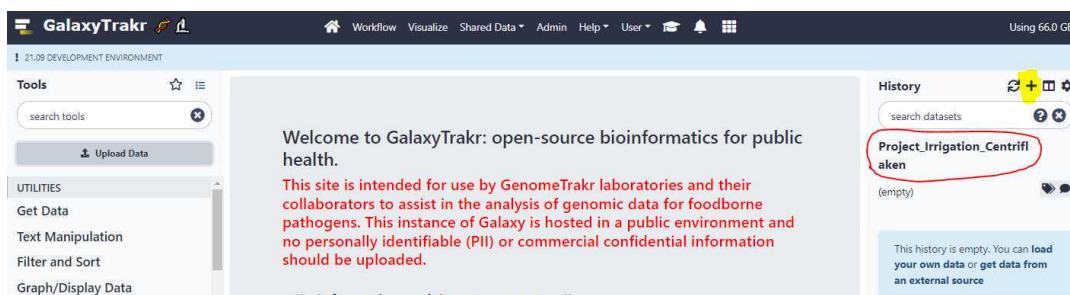 GalaxyTrakr
Workflow Visualize Shared Data Admin Help User
Using 66.0 GB
! 21.09 DEVELOPMENT ENVIRONMENT
Tools
search tools
Upload Data
UTILITIES
Get Data
Text Manipulation
Filter and Sort
Graph/Display Data
Welcome to GalaxyTrakr: open-source bioinformatics for public
health.
This site is intended for use by GenomeTrakr laboratories and their
collaborators to assist in the analysis of genomic data for foodborne
pathogens. This instance of Galaxy is hosted in a public environment and
no personally identifiable (PII) or commercial confidential information
should be uploaded.
History
search datasets
Project_Irrigation_Centrifl
aken
(empty)
This history is empty. You can load
your own data or get data from
an external source